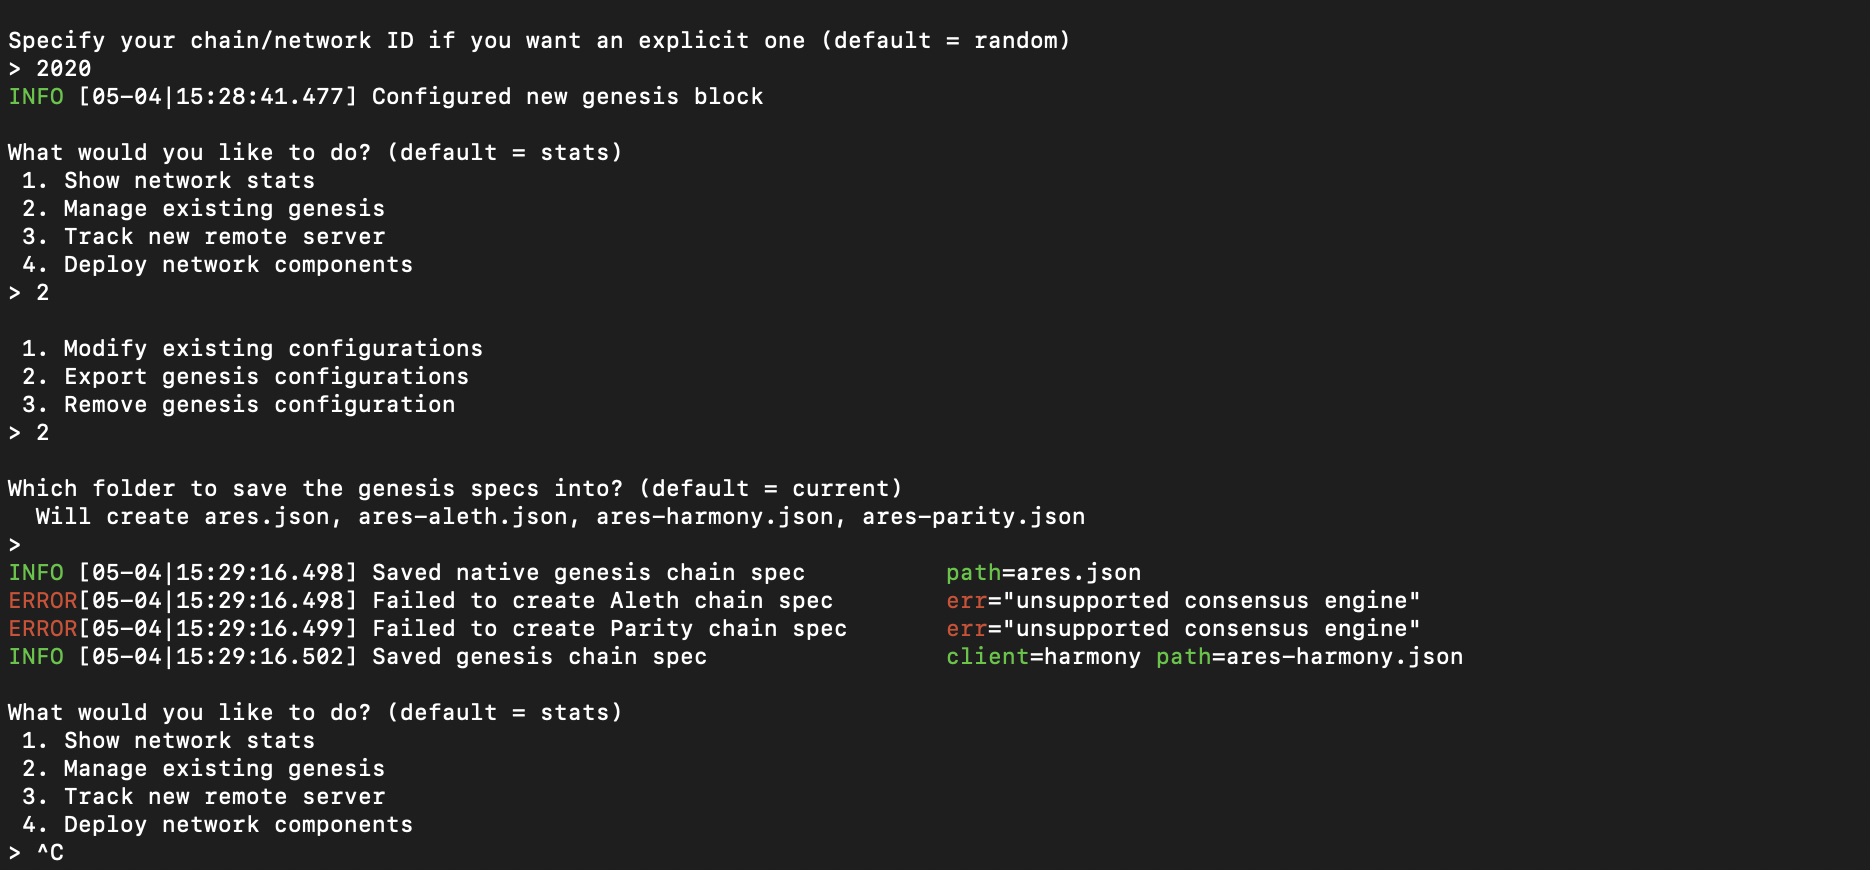 Specify your chain/network ID if you want an explicit one (default = random)
> 2020
INFO [05-04|15:28:41.477] Configured new genesis block
What would you like to do? (default = stats)
1. Show network stats
2. Manage existing genesis
3. Track new remote server
4. Deploy network components
> 2
1. Modify existing configurations
2. Export genesis configurations
3. Remove genesis configuration
> 2
Which folder to save the genesis specs into? (default = current)
Will create ares.json, ares-aleth.json, ares-harmony.json, ares-parity.json
>
INFO [05-04|15:29:16.498] Saved native genesis chain spec path=ares.json
ERROR[05-04|15:29:16.498] Failed to create Aleth chain spec err="unsupported consensus engine"
ERROR[05-04|15:29:16.499] Failed to create Parity chain spec err="unsupported consensus engine"
INFO [05-04|15:29:16.502] Saved genesis chain spec client=harmony path=ares-harmony.json
What would you like to do? (default = stats)
1. Show network stats
2. Manage existing genesis
3. Track new remote server
4. Deploy network components
> ^C